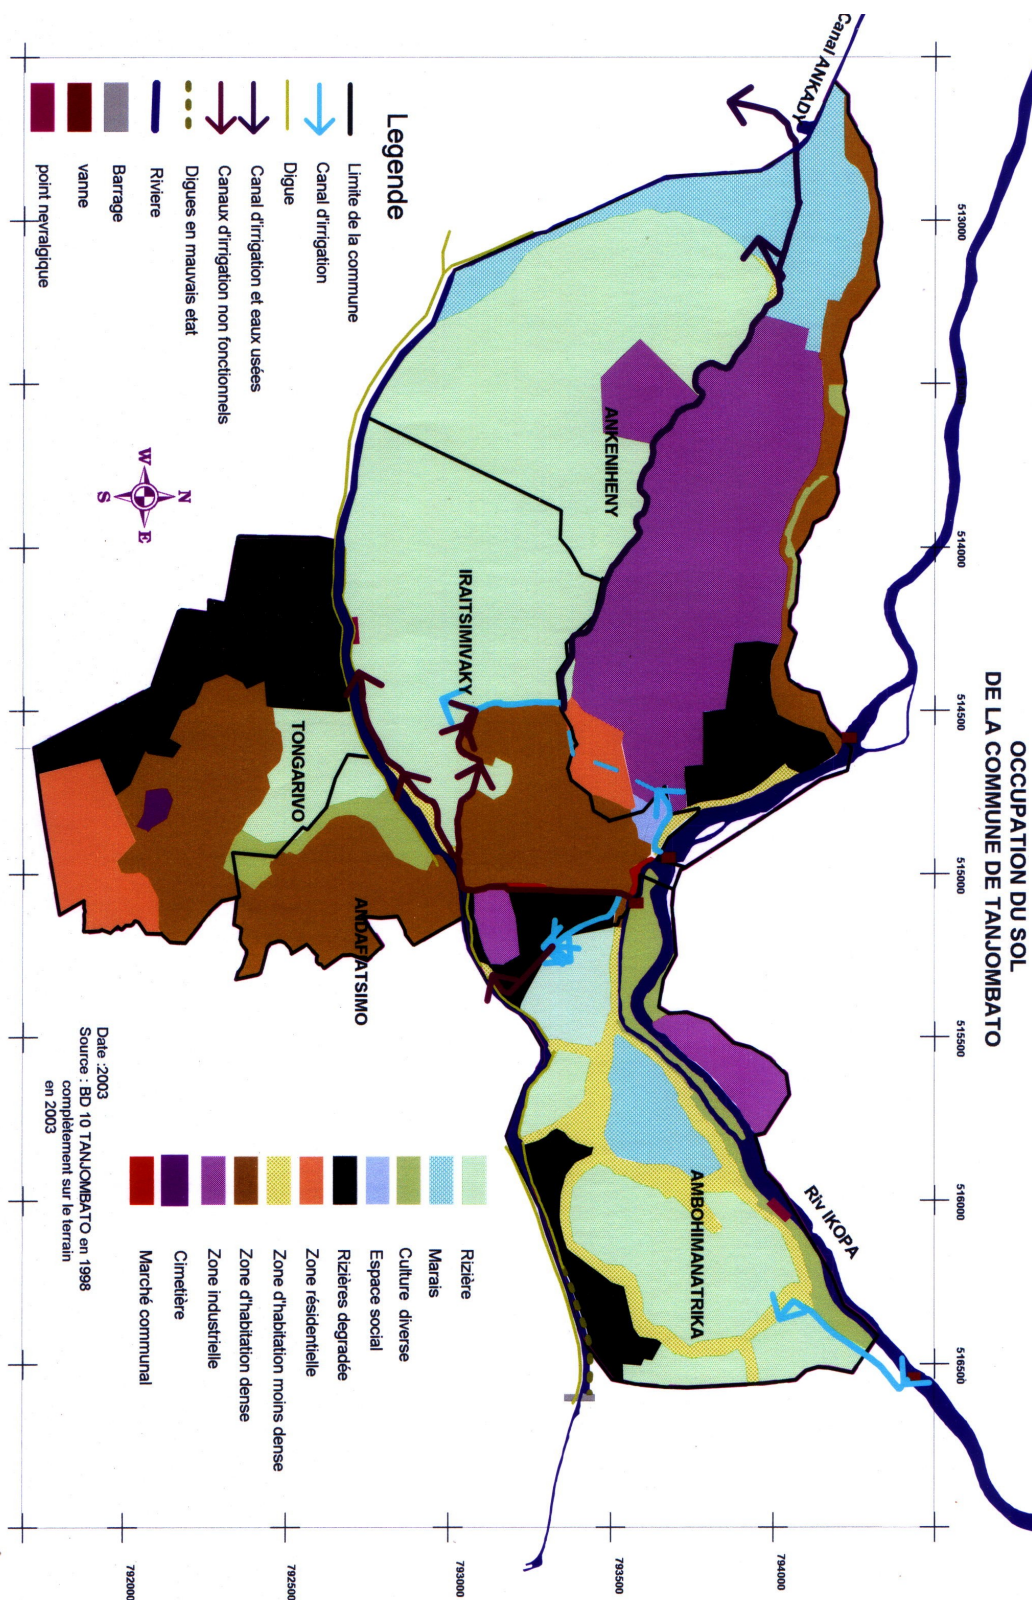 OCCUPATION DU SOL
DE LA COMMUNE DE TANJOMBATO
513000
514000
514500
515000
515500
516000
516500
Canal ANKADY
ANKENIHENY
IRAITSIMIVAKY
TONGARIVO
ANDAFIATSIMO
AMBOHIMANATRIKA
Riv IKOPA
794000
793500
793000
792500
792000
Legende
Limite de la commune
Canal d'irrigation
Digue
Canal d'irrigation et eaux usées
Canaux d'irrigation non fonctionnels
Digues en mauvais etat
Riviere
Barrage
vanne
point nevralgique
N
W
E
S
Rizière
Marais
Culture diverse
Espace social
Rizières degradée
Zone résidentielle
Zone d'habitation moins dense
Zone d'habitation dense
Zone industrielle
Cimetière
Marché communal
Date :2003
Source : BD 10 TANJOMBATO en 1998
complètement sur le terrain
en 2003